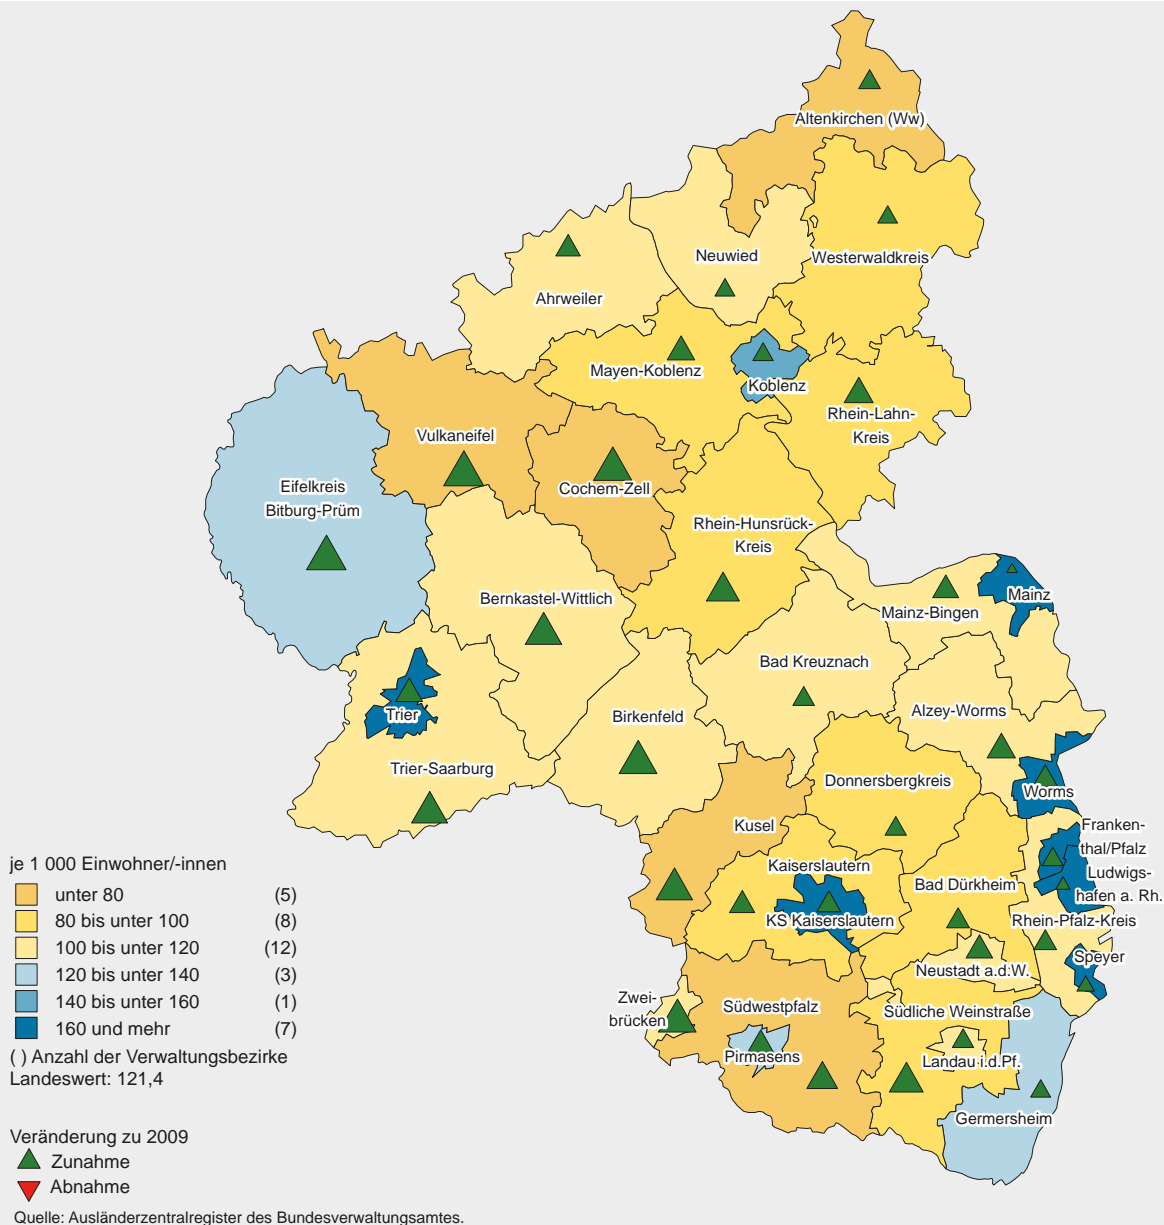 Altenkirchen (Ww)
Neuwied
Westerwaldkreis
Ahrweiler
Mayen-Koblenz
Koblenz
Rhein-Lahn-
Kreis
Vulkaneifel
Cochem-Zell
Eifelkreis
Bitburg-Prüm
Rhein-Hunsrück-
Kreis
Bernkastel-Wittlich
Mainz-Bingen
Mainz
Bad Kreuznach
Alzey-Worms
Birkenfeld
Trier
Trier-Saarburg
Donnersbergkreis
Worms
Kusel
Franken-
thal/Pfalz
Kaiserslautern
Ludwigs-
hafen a. Rh.
Bad Dürkheim
KS Kaiserslautern
Rhein-Pfalz-Kreis
Speyer
Neustadt a.d.W.
Zwei-
brücken
Südwestpfalz
Südliche Weinstraße
Pirmasens
Landau i.d.Pf.
Germersheim
je 1 000 Einwohner/-innen
unter 80 (5)
80 bis unter 100 (8)
100 bis unter 120 (12)
120 bis unter 140 (3)
140 bis unter 160 (1)
160 und mehr (7)
( ) Anzahl der Verwaltungsbezirke
Landeswert: 121,4
Veränderung zu 2009
Zunahme
Abnahme
Quelle: Ausländerzentralregister des Bundesverwaltungsamtes.